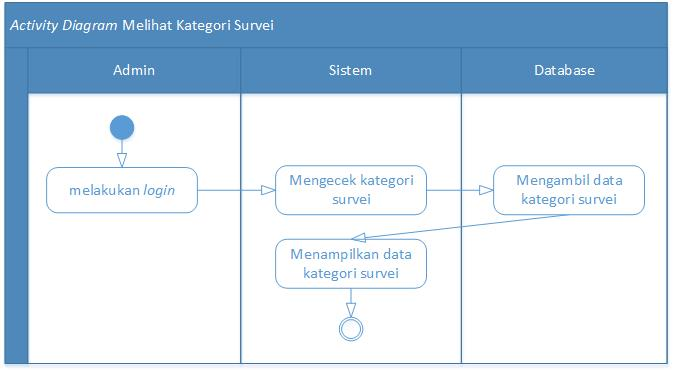 Activity Diagram Melihat Kategori Survei
Admin
Sistem
Database
melakukan login
Mengecek kategori
survei
Mengambil data
kategori survei
Menampilkan data
kategori survei